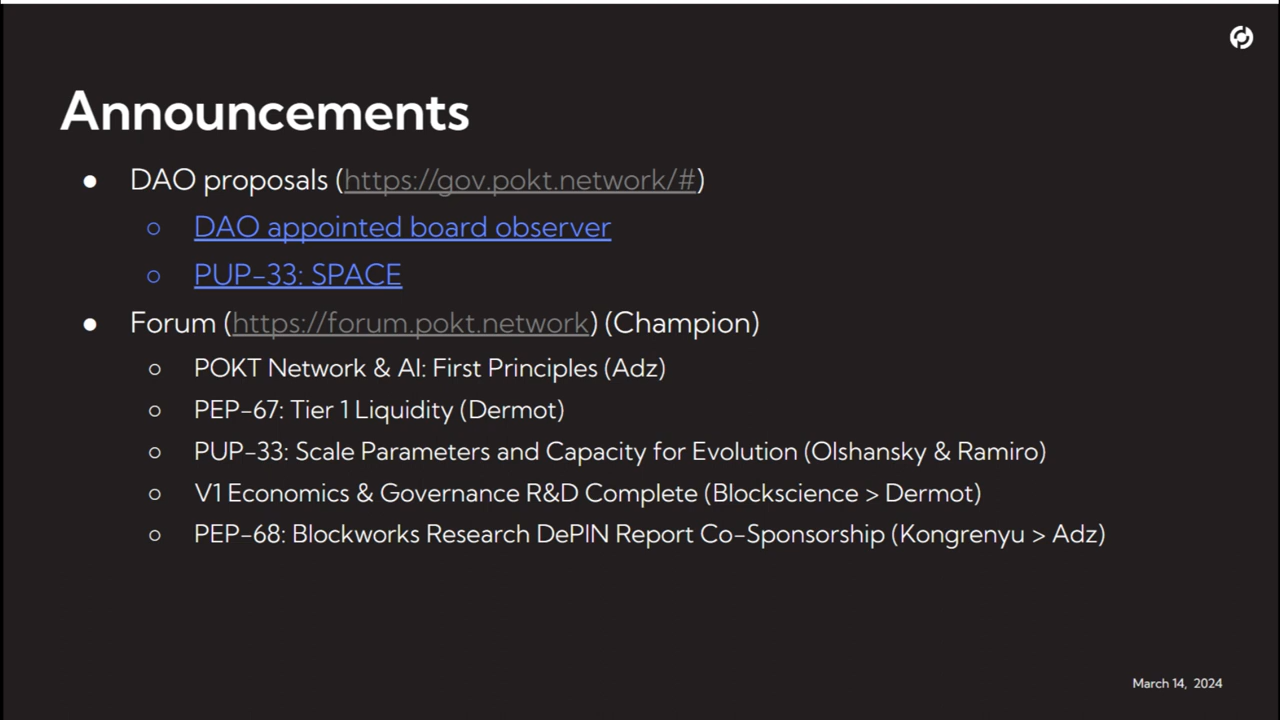 Announcements
● DAO proposals (https://gov.pokt.network/#)
○ DAO appointed board observer
○ PUP-33: SPACE
● Forum (https://forum.pokt.network) (Champion)
○ POKT Network & AI: First Principles (Adz)
○ PEP-67: Tier 1 Liquidity (Dermot)
○ PUP-33: Scale Parameters and Capacity for Evolution (Olshansky & Ramiro)
○ V1 Economics & Governance R&D Complete (Blockscience > Dermot)
○ PEP-68: Blockworks Research DePIN Report Co-Sponsorship (Kongrenyu > Adz)
March 14, 2024